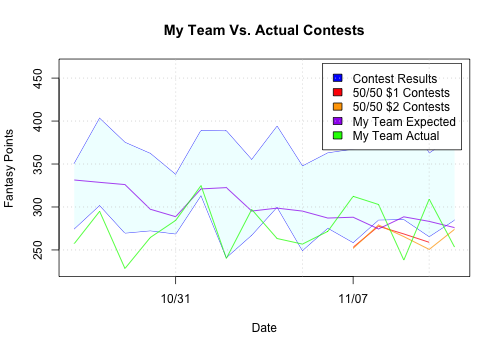 My Team Vs. Actual Contests
Fantasy Points
450
400
350
300
250
Contest Results
50/50 $1 Contests
50/50 $2 Contests
My Team Expected
My Team Actual
10/31
11/07
Date